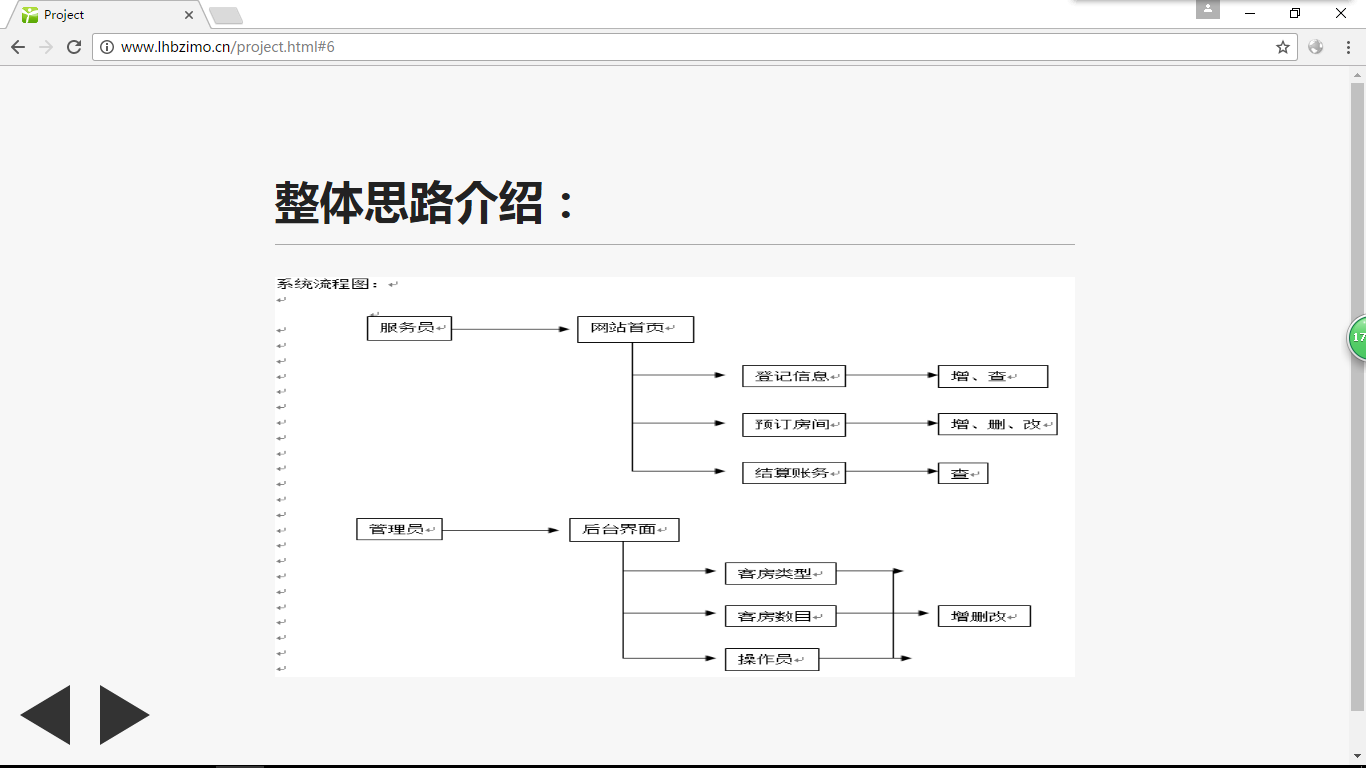 Project
www.lhbzimo.cn/project.html#6
整体思路介绍：
系统流程图：
服务员 网站首页
登记信息 增、查
预订房间 增、删、改
结算账务 查
管理员 后台界面
客房类型
客房数目 增删改
操作员
17